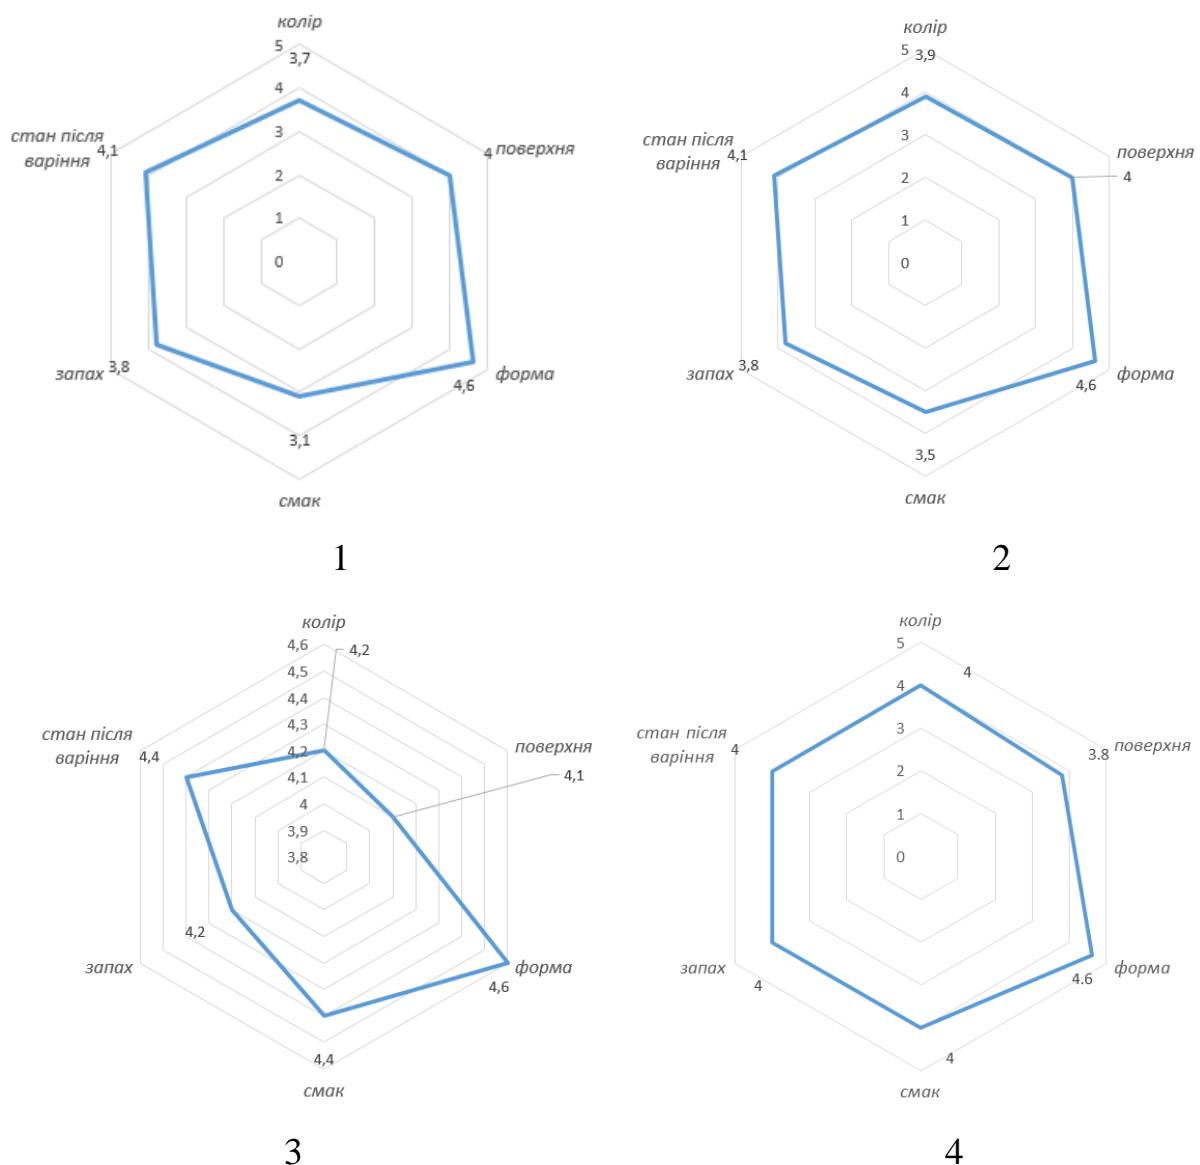 колір
5
3,7
4
3
2
1
0
стан після
варіння
4,1
4
поверхня
запах
3,8
4,6
форма
3,1
смак
1
колір
5
3,9
4
3
2
1
0
стан після
варіння
4,1
поверхня
4
запах
3,8
4,6
форма
3,5
смак
2
колір
4,6
4,2
4,5
4,4
4,3
4,2
4,1
4
3,9
3,8
стан після
варіння
4,4
поверхня
4,1
4,2
запах
4,6
форма
4,4
смак
3
колір
5
4
4
3
2
1
0
стан після
варіння
4
3.8
поверхня
запах
4
4.6
форма
4
смак
4